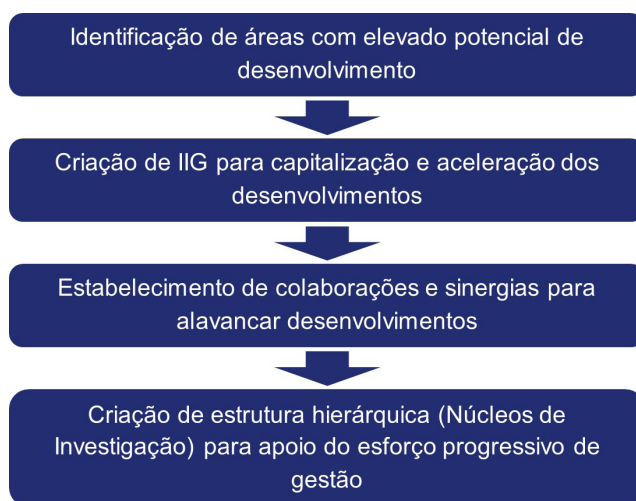 Identificação de áreas com elevado potencial de
desenvolvimento
Criação de IIG para capitalização e aceleração dos
desenvolvimentos
Estabelecimento de colaborações e sinergias para
alavancar desenvolvimentos
Criação de estrutura hierárquica (Núcleos de
Investigação) para apoio do esforço progressivo de
gestão